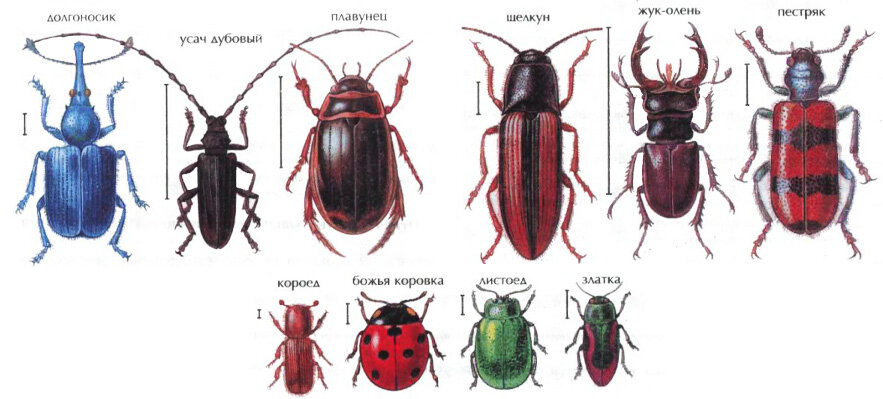 долгоносик
усач дубовый
плавунец
щелкун
жук-олень
пестряк
короед
божья коровка
листоед
златка